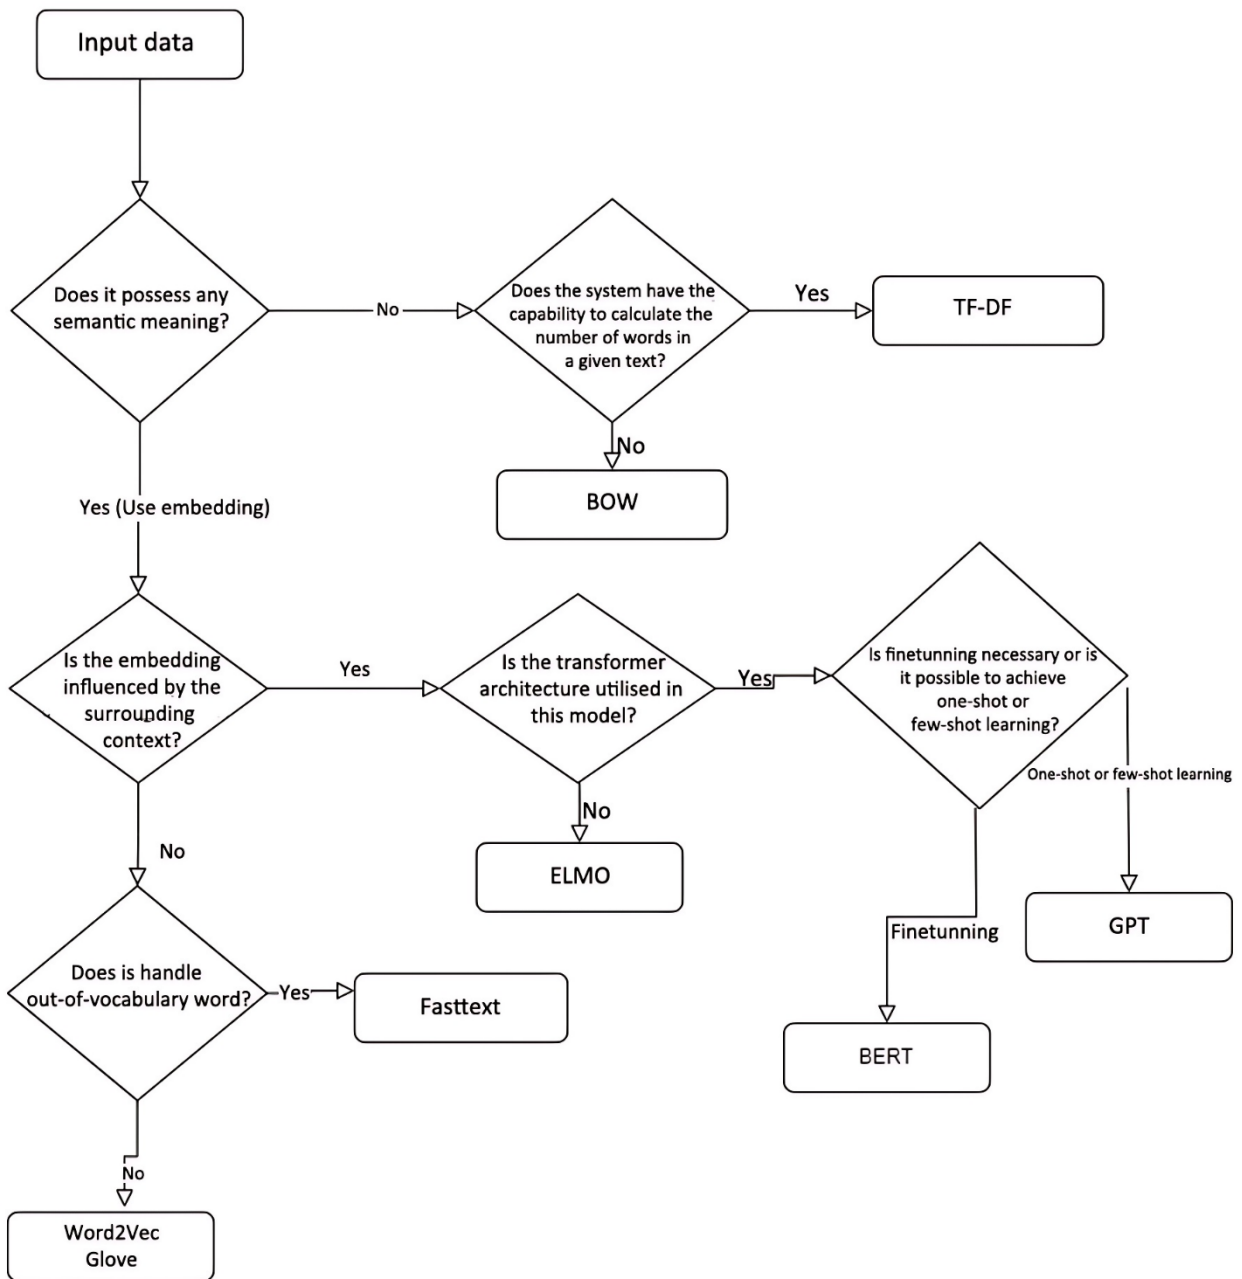 Input data
Does it possess any
semantic meaning?
No
Does the system have the
capability to calculate the
number of words in
a given text?
Yes
TF-DF
No
BOW
Yes (Use embedding)
Is the embedding
influenced by the
surrounding
context?
Yes
Is the transformer
architecture utilised in
this model?
Yes
Is finetunning necessary or is
it possible to achieve
one-shot or
few-shot learning?
One-shot or few-shot learning
No
ELMO
No
GPT
Finetunning
Does is handle
out-of-vocabulary word?
Yes
Fasttext
BERT
No
Word2Vec
Glove